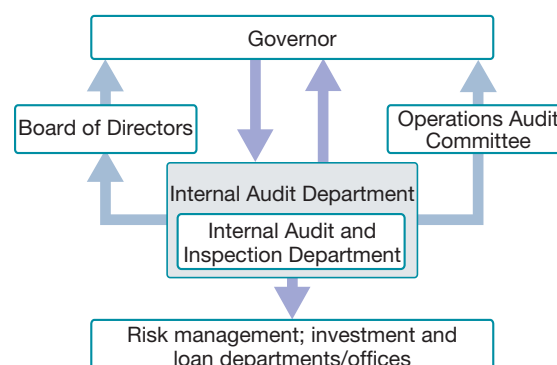 Governor
Board of Directors
Operations Audit
Committee
Internal Audit Department
Internal Audit and
Inspection Department
Risk management; investment and
loan departments/offices